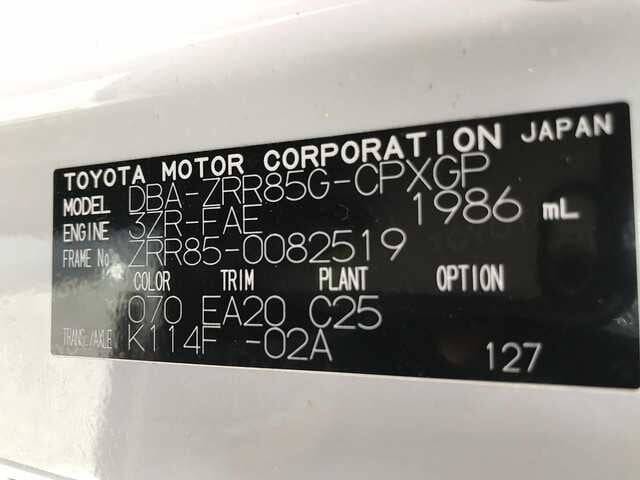 TOYOTA MOTOR CORPORATION JAPAN
MODEL DBA-ZRR85G-CPXGP
ENGINE 3ZR-FAE 1986 mL
FRAME No. ZRR85-0082519
COLOR TRIM PLANT OPTION
070 EA20 C25
TRANS./AXLE K114F -02A 127